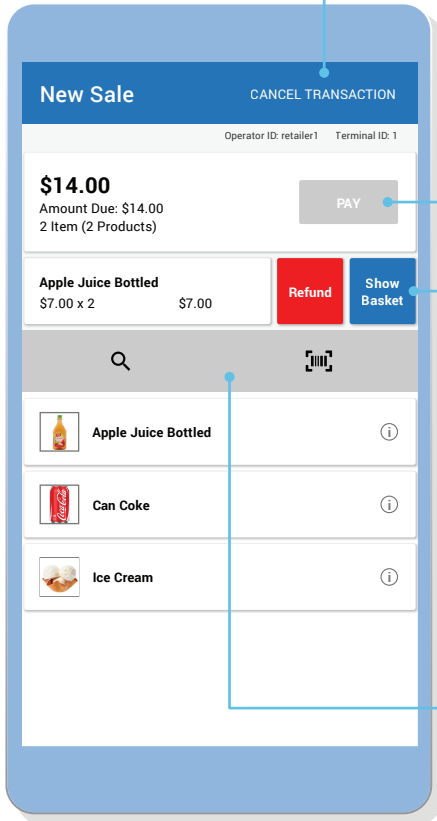 New Sale CANCEL TRANSACTION
Operator ID: retailer1 Terminal ID: 1
$14.00
Amount Due: $14.00
2 Item (2 Products)
PAY
Apple Juice Bottled
$7.00 x 2 $7.00
Refund
Show
Basket
Apple Juice Bottled
Can Coke
Coca-Cola
Ice Cream